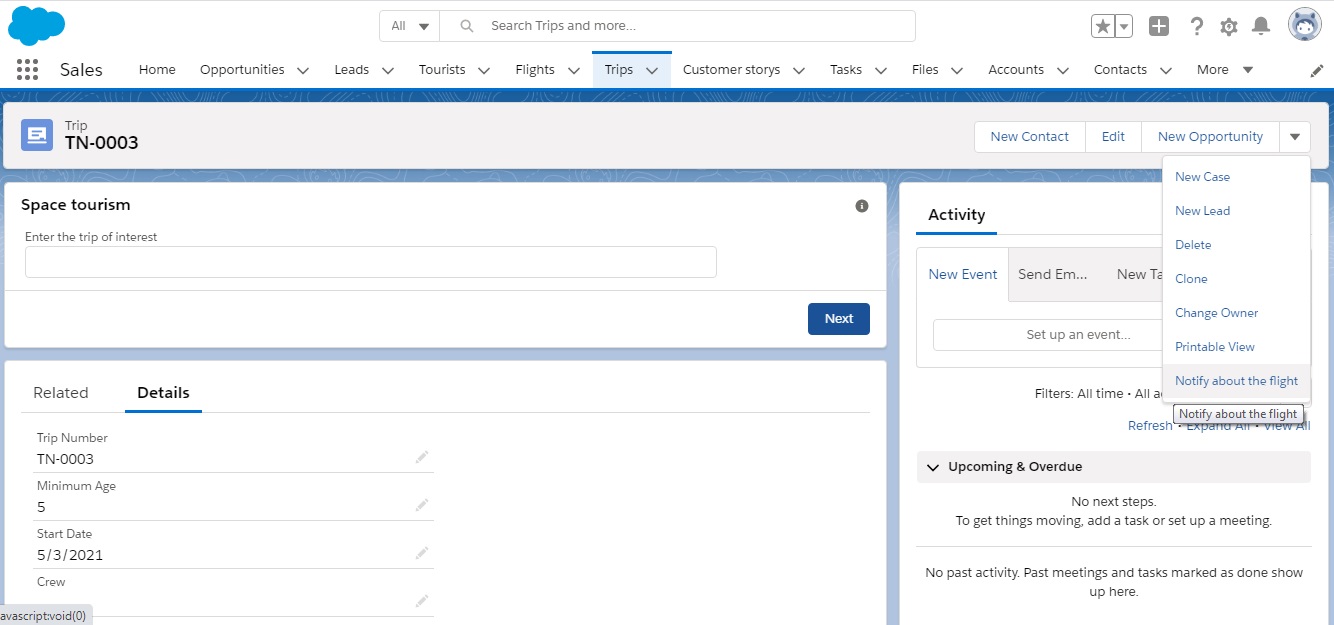 All
Search Trips and more...
Sales
Home
Opportunities
Leads
Tourists
Flights
Trips
Customer storys
Tasks
Files
Accounts
Contacts
More
Trip
TN-0003
New Contact
Edit
New Opportunity
New Case
New Lead
Delete
Clone
Change Owner
Printable View
Notify about the flight
Notify about the flight
Space tourism
Enter the trip of interest
Next
Related
Details
Trip Number
TN-0003
Minimum Age
5
Start Date
5/3/2021
Crew
avascript:void(0)
Activity
New Event
Send Em...
New Ta
Set up an event...
Filters: All time • All a
Refresh • Expand All • View All
Upcoming & Overdue
No next steps.
To get things moving, add a task or set up a meeting.
No past activity. Past meetings and tasks marked as done show
up here.